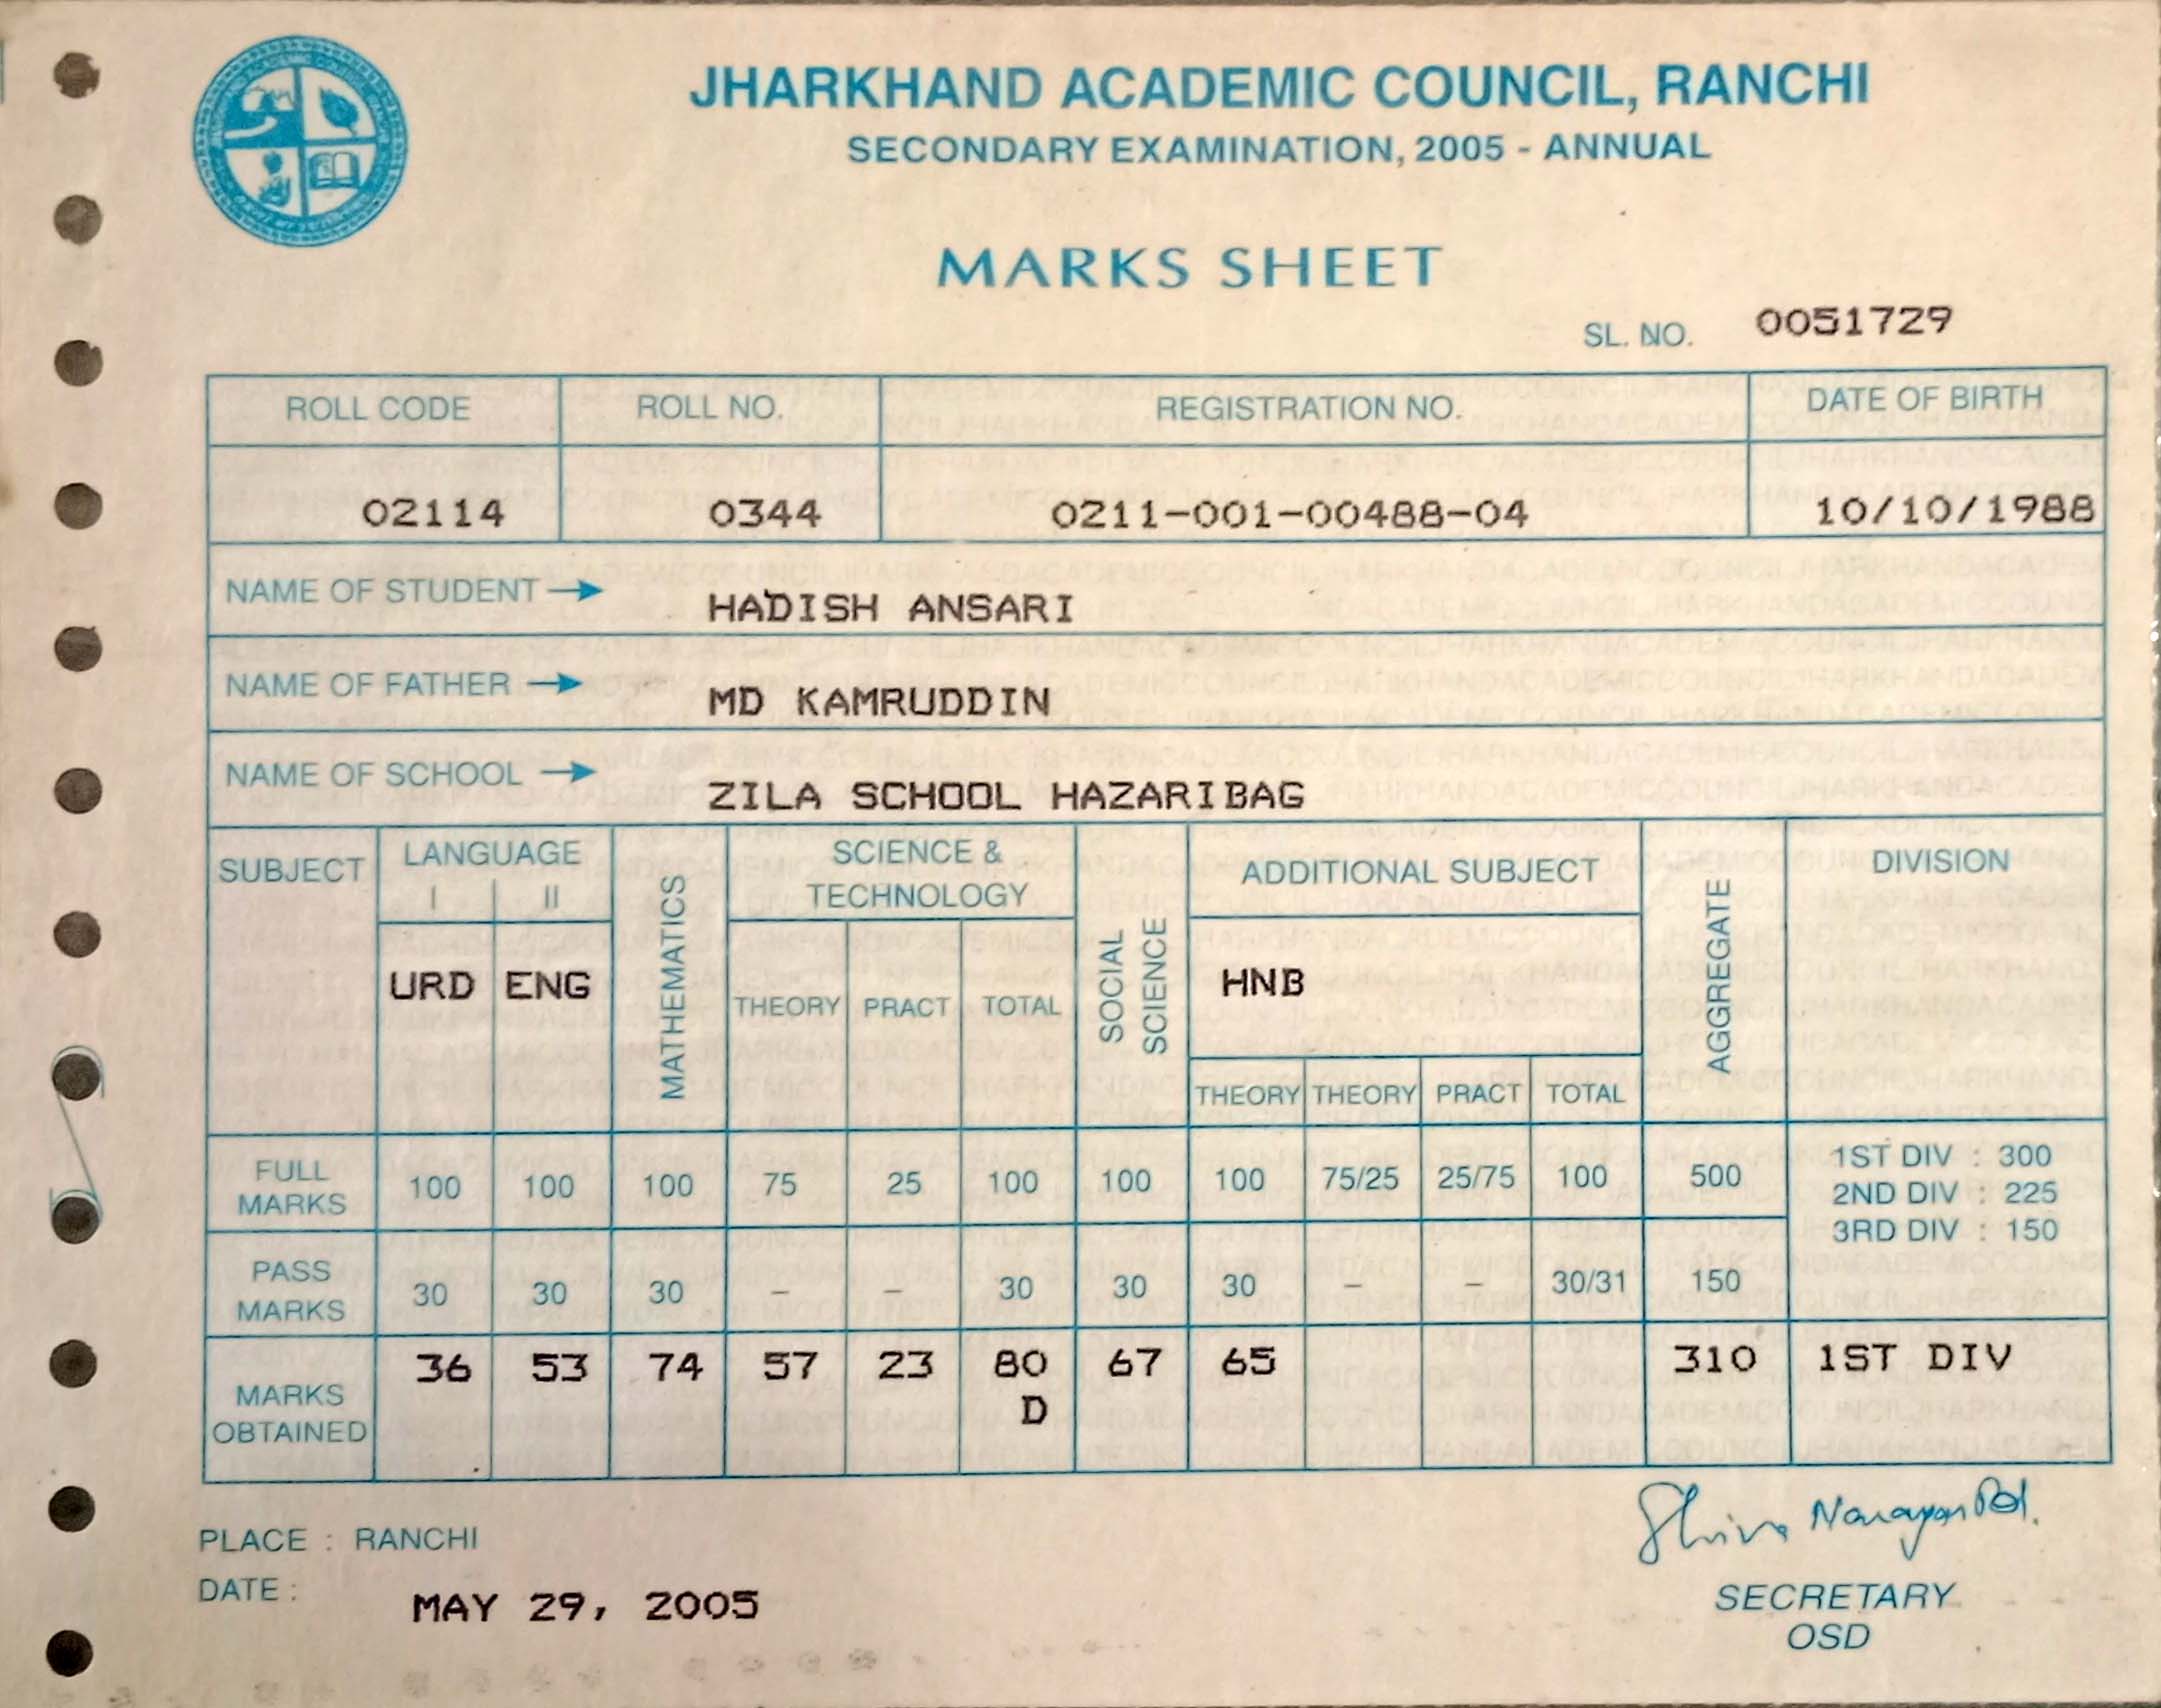 JHARKHAND ACADEMIC COUNCIL, RANCHI
SECONDARY EXAMINATION, 2005 - ANNUAL
MARKS SHEET
SL. NO. 0051729
ROLL CODE ROLL NO. REGISTRATION NO. DATE OF BIRTH
02114 0344 0211-001-00488-04 10/10/1988
NAME OF STUDENT → HADISH ANSARI
NAME OF FATHER → MD KAMRUDDIN
NAME OF SCHOOL → ZILA SCHOOL HAZARIBAG
SUBJECT LANGUAGE MATHEMATICS SCIENCE & TECHNOLOGY SOCIAL SCIENCE ADDITIONAL SUBJECT AGGREGATE DIVISION
I II
URD ENG HNB
THEORY PRACT TOTAL
THEORY THEORY PRACT TOTAL
FULL MARKS 100 100 100 75 25 100 100 100 75/25 25/75 100 500
1ST DIV : 300
2ND DIV : 225
3RD DIV : 150
PASS MARKS 30 30 30 – – 30 30 30 – – 30/31 150
MARKS OBTAINED 36 53 74 57 23 80 67 65 310 1ST DIV
D
PLACE : RANCHI
DATE : MAY 29, 2005
Shiva Narayan
SECRETARY
OSD